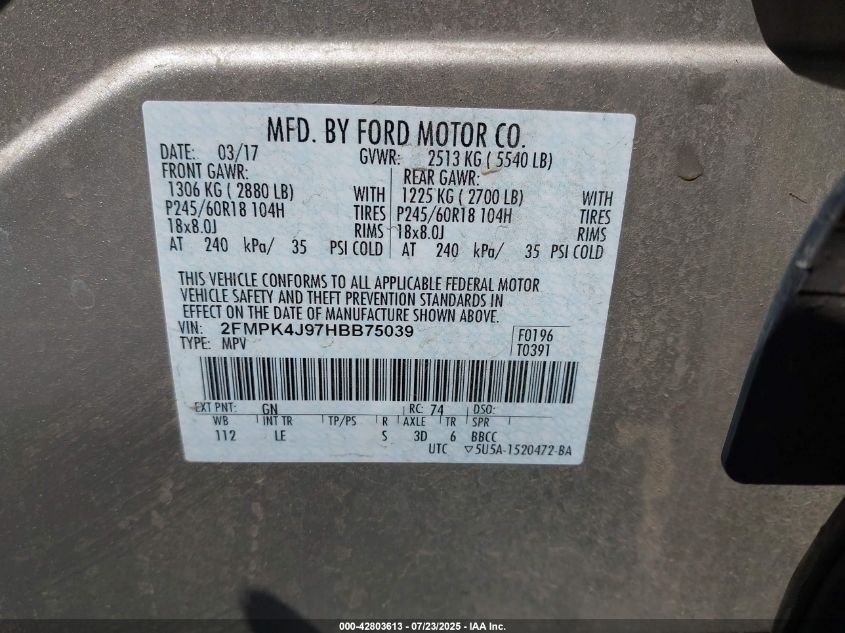 MFD. BY FORD MOTOR CO.
DATE: 03/17 GVWR: 2513 KG ( 5540 LB)
FRONT GAWR: REAR GAWR:
1306 KG ( 2880 LB) WITH 1225 KG ( 2700 LB) WITH
P245/60R18 104H TIRES P245/60R18 104H TIRES
18x8.0J RIMS 18x8.0J RIMS
AT 240 kPa/ 35 PSI COLD AT 240 kPa/ 35 PSI COLD
THIS VEHICLE CONFORMS TO ALL APPLICABLE FEDERAL MOTOR
VEHICLE SAFETY AND THEFT PREVENTION STANDARDS IN
EFFECT ON THE DATE OF MANUFACTURE SHOWN ABOVE.
VIN: 2FMPK4J97HBB75039 F0196
TYPE: MPV T0391
EXT PNT: GN RC: 74 DSO:
WB INT TR TP/PS R AXLE TR SPR
112 LE S 3D 6 BBCC
UTC ▽5U5A-1520472-BA
000-42803613 - 07/23/2025 - IAA Inc.